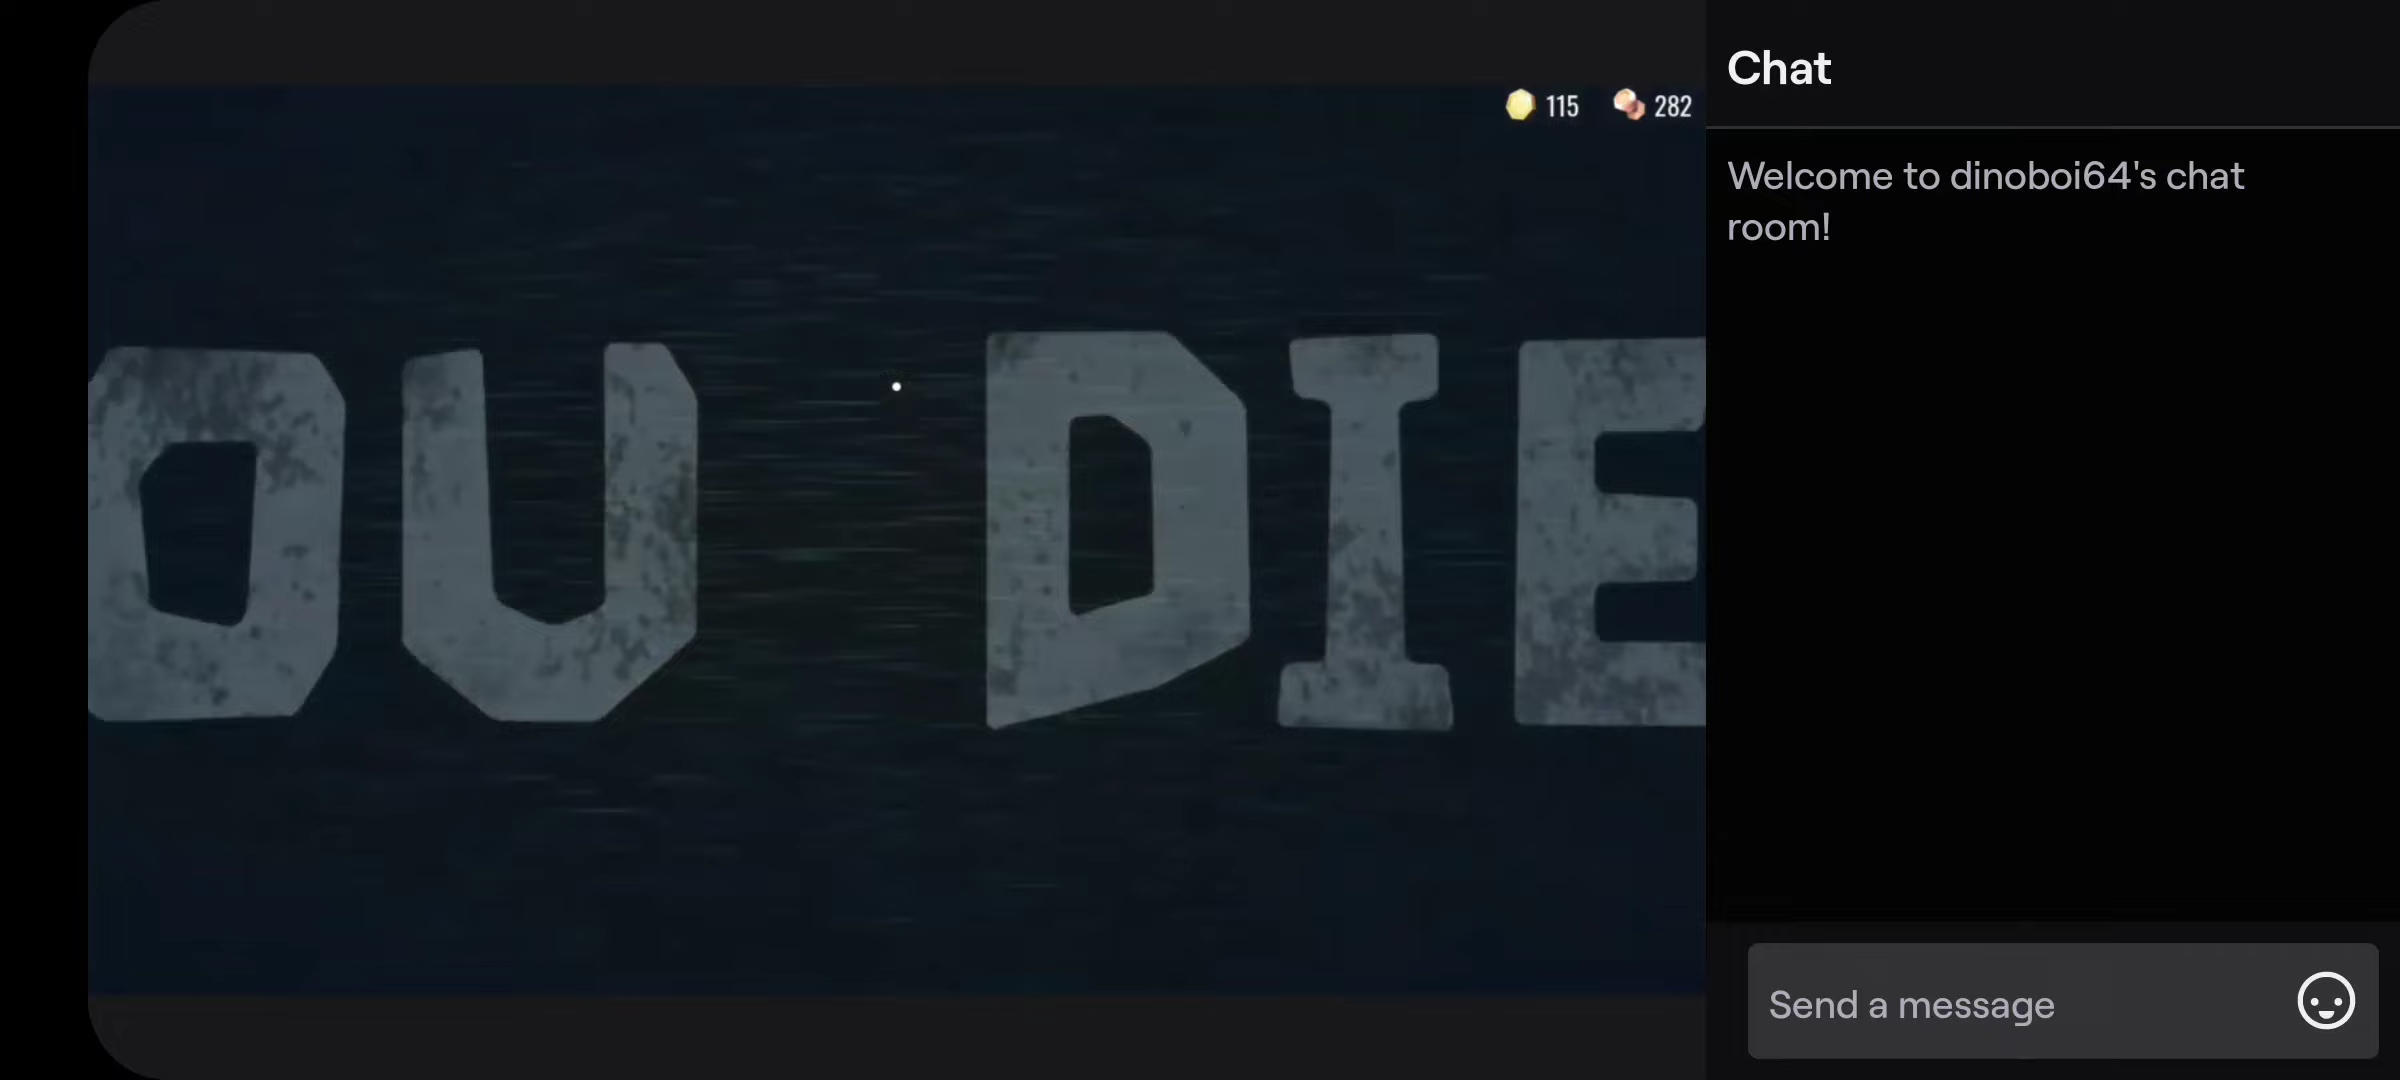 115 282
OU DIE
Chat
Welcome to dinoboi64's chat
room!
Send a message